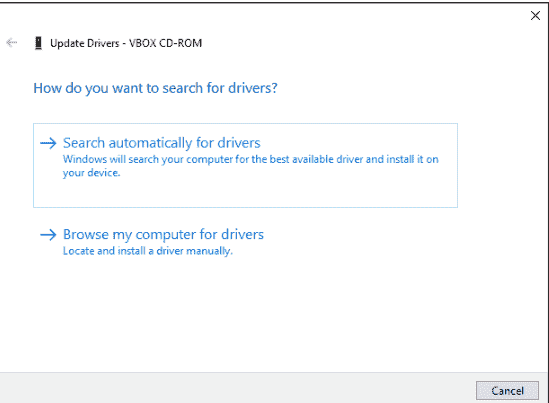 Update Drivers - VBOX CD-ROM
How do you want to search for drivers?
Search automatically for drivers
Windows will search your computer for the best available driver and install it on
your device.
Browse my computer for drivers
Locate and install a driver manually.
Cancel